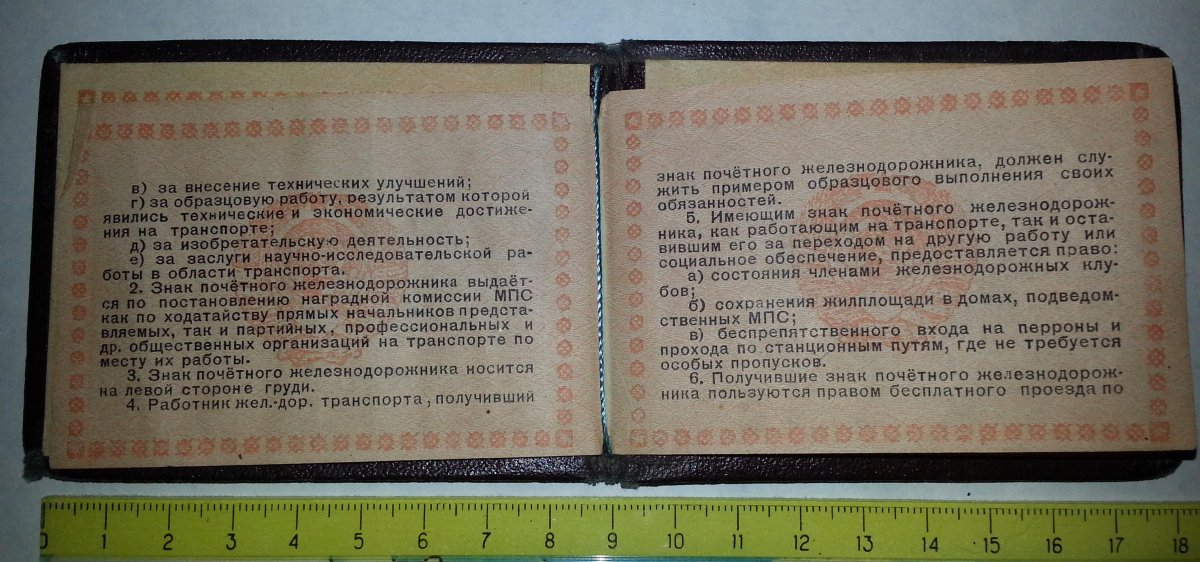 в) за внесение технических улучшений;
г) за образцовую работу, результатом которой
явились технические и экономические достиже-
ния на транспорте;
д) за изобретательскую деятельность;
е) за заслуги научно-исследовательской ра-
боты в области транспорта.
2. Знак почётного железнодорожника выдаёт-
ся по постановлению наградной комиссии МПС
как по ходатайству прямых начальников предста-
вляемых, так и партийных, профессиональных и
др. общественных организаций на транспорте по
месту их работы.
3. Знак почётного железнодорожника носится
на левой стороне груди.
4. Работник жел.-дор. транспорта, получивший
знак почётного железнодорожника, должен слу-
жить примером образцового выполнения своих
обязанностей.
5. Имеющим знак почётного железнодорож-
ника, как работающим на транспорте, так и оста-
вившим его за переходом на другую работу или
социальное обеспечение, предоставляется право:
а) состояния членами железнодорожных клу-
бов;
б) сохранения жилплощади в домах, подведом-
ственных МПС;
в) беспрепятственного входа на перроны и
прохода по станционным путям, где не требуется
особых пропусков.
6. Получившие знак почётного железнодорож-
ника пользуются правом бесплатного проезда по
0 1 2 3 4 5 6 7 8 9 10 11 12 13 14 15 16 17 18